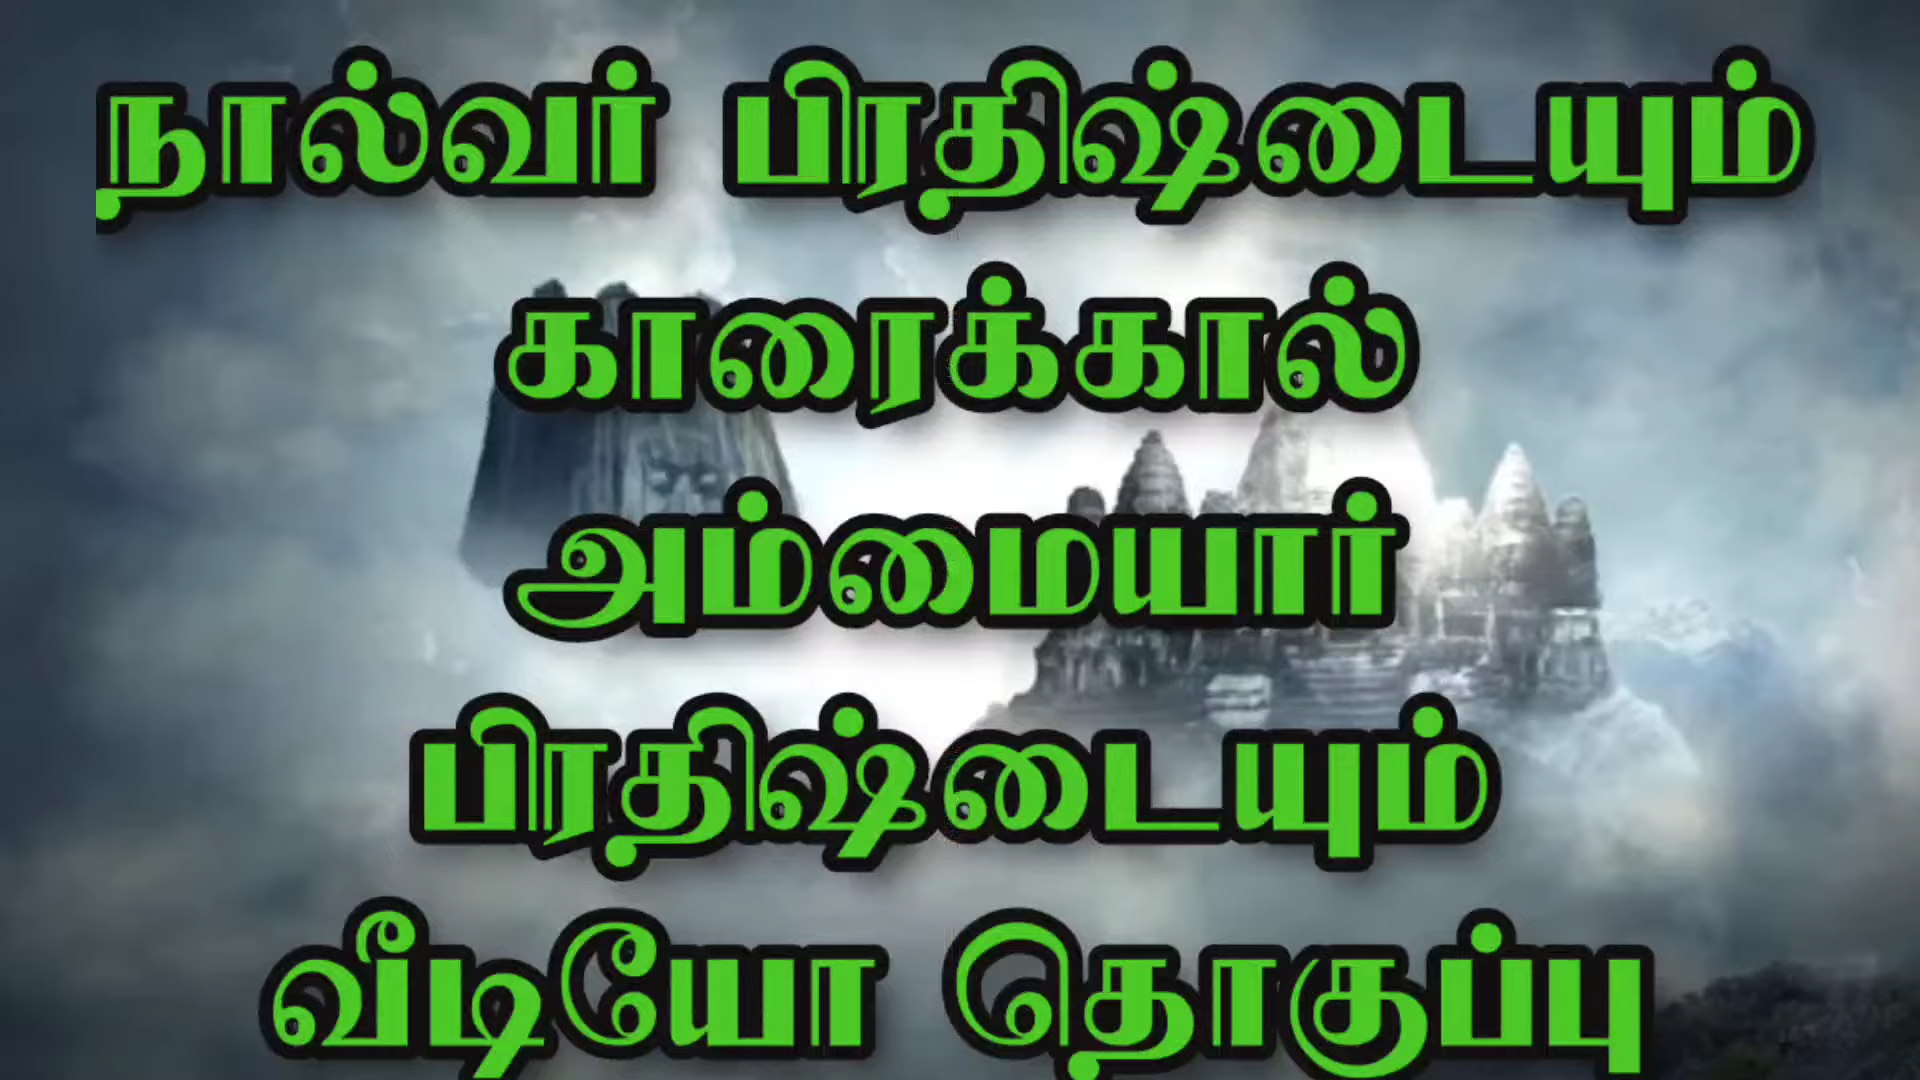 நால்வர் பிரதிஷ்டையும்
காரைக்கால்
அம்மையார்
பிரதிஷ்டையும்
வீடியோ தொகுப்பு